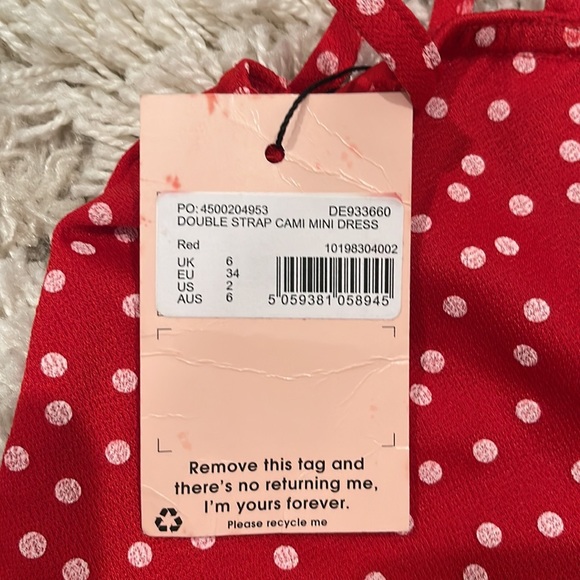 PO: 4500204953 DE933660
DOUBLE STRAP CAMI MINI DRESS
Red 10198304002
UK 6
EU 34
US 2
AUS 6
5 059381 058945
Remove this tag and
there's no returning me,
I'm yours forever.
Please recycle me